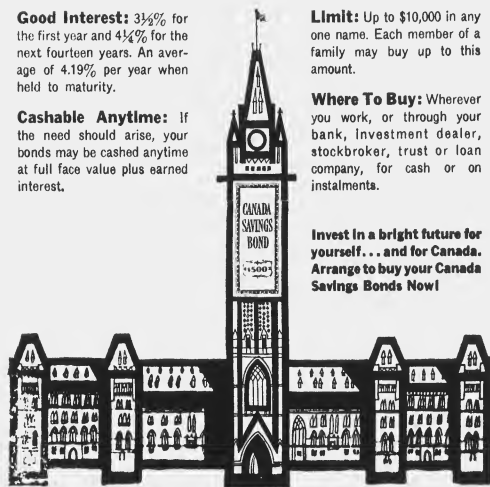 Good Interest: 3½% for
the first year and 4¼% for the
next fourteen years. An aver-
age of 4.19% per year when
held to maturity.
Cashable Anytime: If
the need should arise, your
bonds may be cashed anytime
at full face value plus earned
interest.
CANADA
SAVINGS
BOND
$500
Limit: Up to $10,000 in any
one name. Each member of a
family may buy up to this
amount.
Where To Buy: Wherever
you work, or through your
bank, investment dealer,
stockbroker, trust or loan
company, for cash or on
instalments.
Invest in a bright future for
yourself... and for Canada.
Arrange to buy your Canada
Savings Bonds Now!